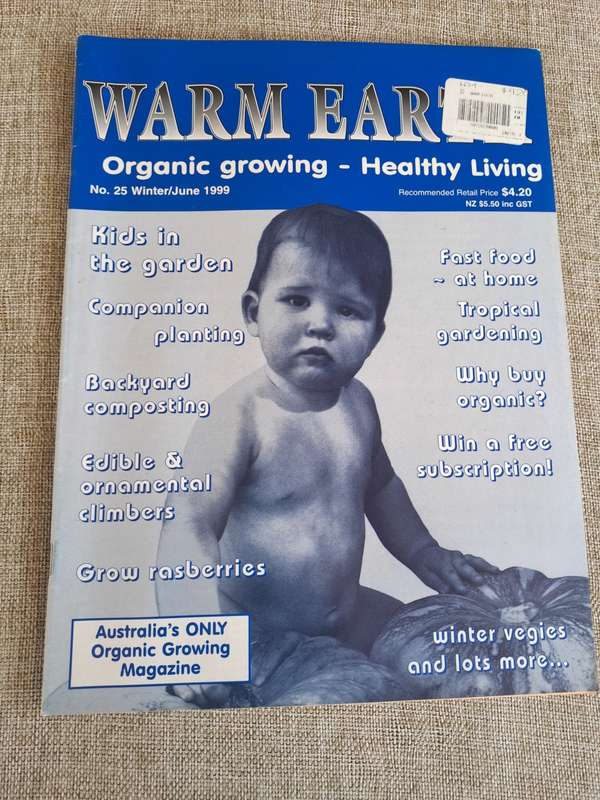 WARM EAR
Organic growing - Healthy Living
No. 25 Winter/June 1999
Recommended Retail Price $4.20
NZ $5.50 inc GST
Kids in
the garden
Companion
planting
Backyard
composting
Edible &
ornamental
climbers
Grow rasberries
Fast food
~ at home
Tropical
gardening
Why buy
organic?
Win a free
subscription!
Australia's ONLY
Organic Growing
Magazine
winter vegies
and lots more...